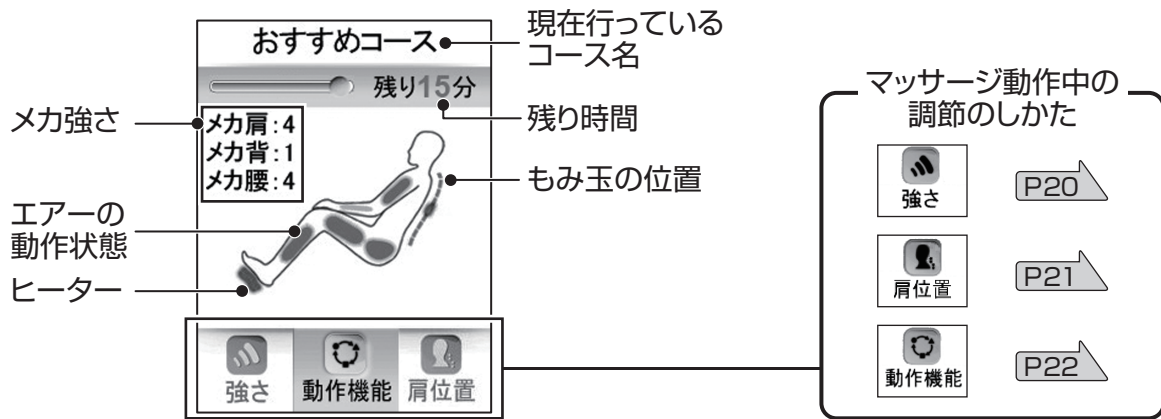 おすすめコース
残り15分
メカ肩:4
メカ背:1
メカ腰:4
強さ
動作機能
肩位置
メカ強さ
エアーの
動作状態
ヒーター
現在行っている
コース名
残り時間
もみ玉の位置
マッサージ動作中の
調節のしかた
強さ
P20
肩位置
P21
動作機能
P22